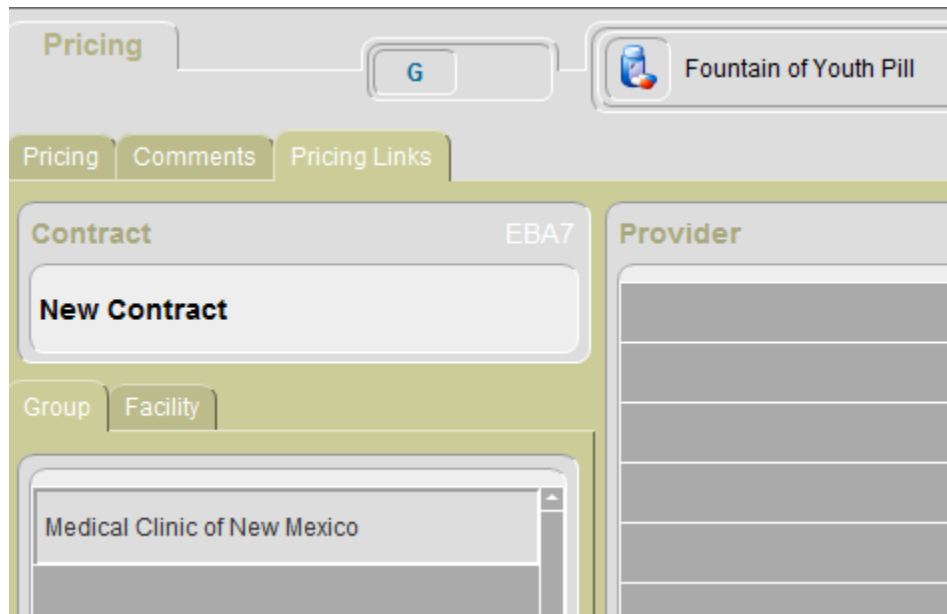 Pricing
G
Fountain of Youth Pill
Pricing Comments Pricing Links
Contract EBA7
Provider
New Contract
Group Facility
Medical Clinic of New Mexico